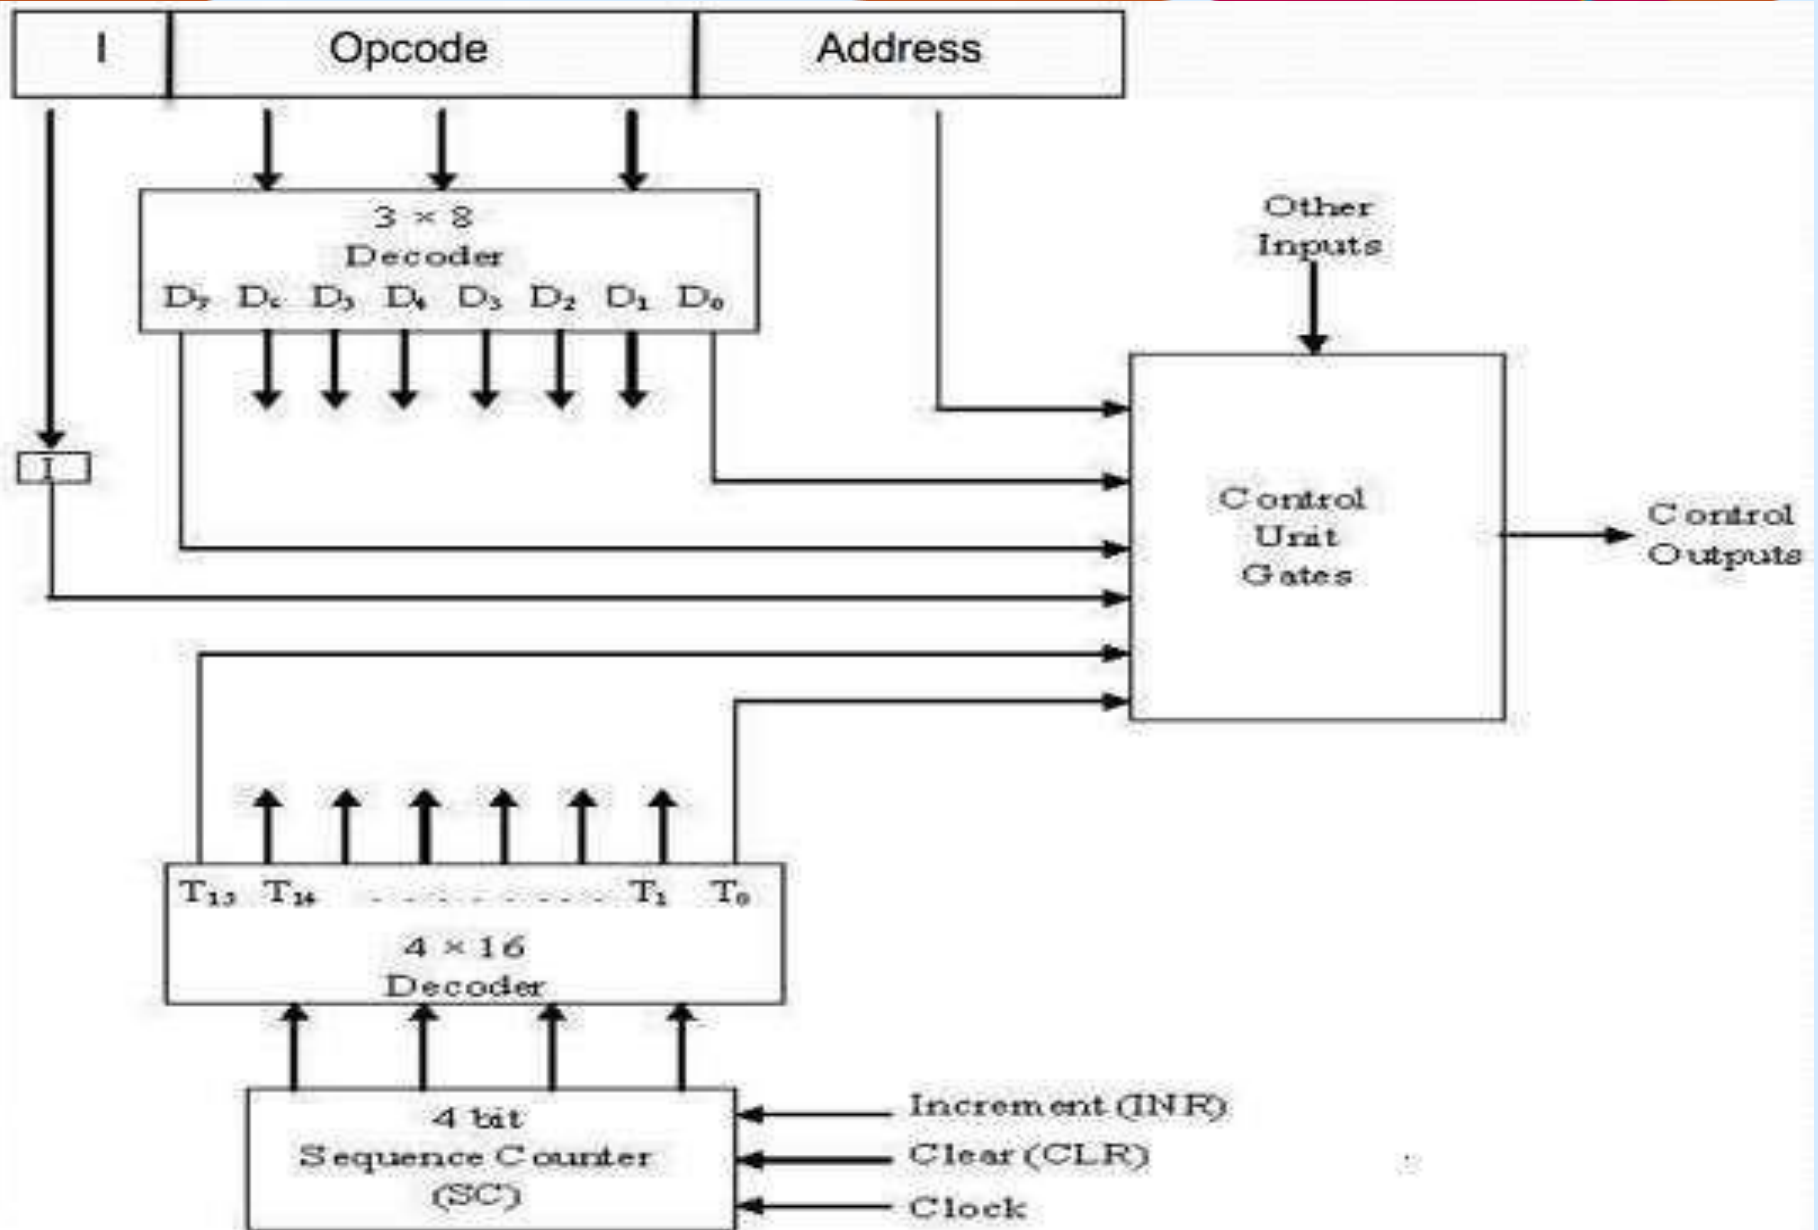 I Opcode Address
3 × 8
Decoder
D₇ D₆ D₅ D₄ D₃ D₂ D₁ D₀
Other
Inputs
I
Control
Unit
Gates
Control
Outputs
T₁₅ T₁₄ . . . . . . . . . . T₁ T₀
4 × 16
Decoder
4 bit
Sequence Counter
(SC)
Increment (INR)
Clear (CLR)
Clock